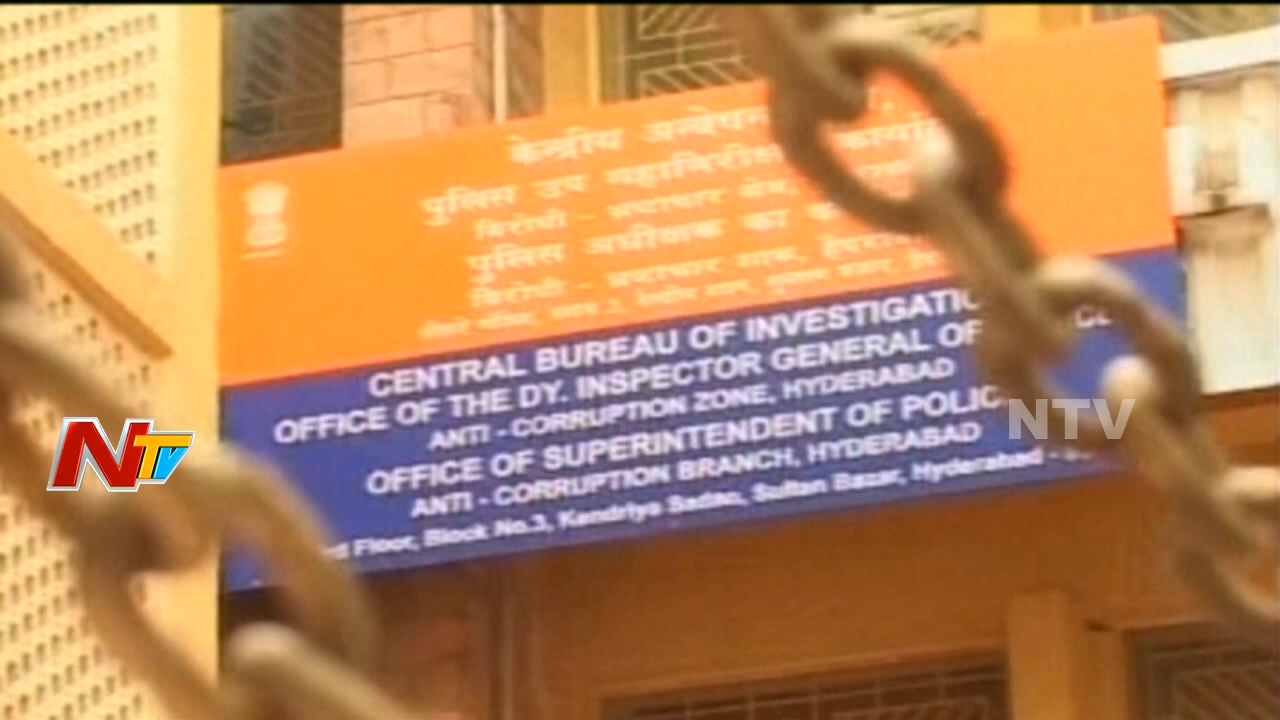 केन्द्रीय अन्वेषण
पुलिस उप महानिरीक्षक कार्या
विरोधी - भ्रष्टाचार क्षेत्र,
पुलिस अधीक्षक का
विरोधी - भ्रष्टाचार शाखा,
CENTRAL BUREAU OF INVESTIGATIO
OFFICE OF THE DY. INSPECTOR GENERAL OF
ANTI - CORRUPTION ZONE, HYDERABAD
OFFICE OF SUPERINTENDENT OF POLIC
ANTI - CORRUPTION BRANCH, HYDERABAD
Floor, Block No.3, Kendriya Sadan, Sultan Bazar, Hyderabad -
NTV
NTV